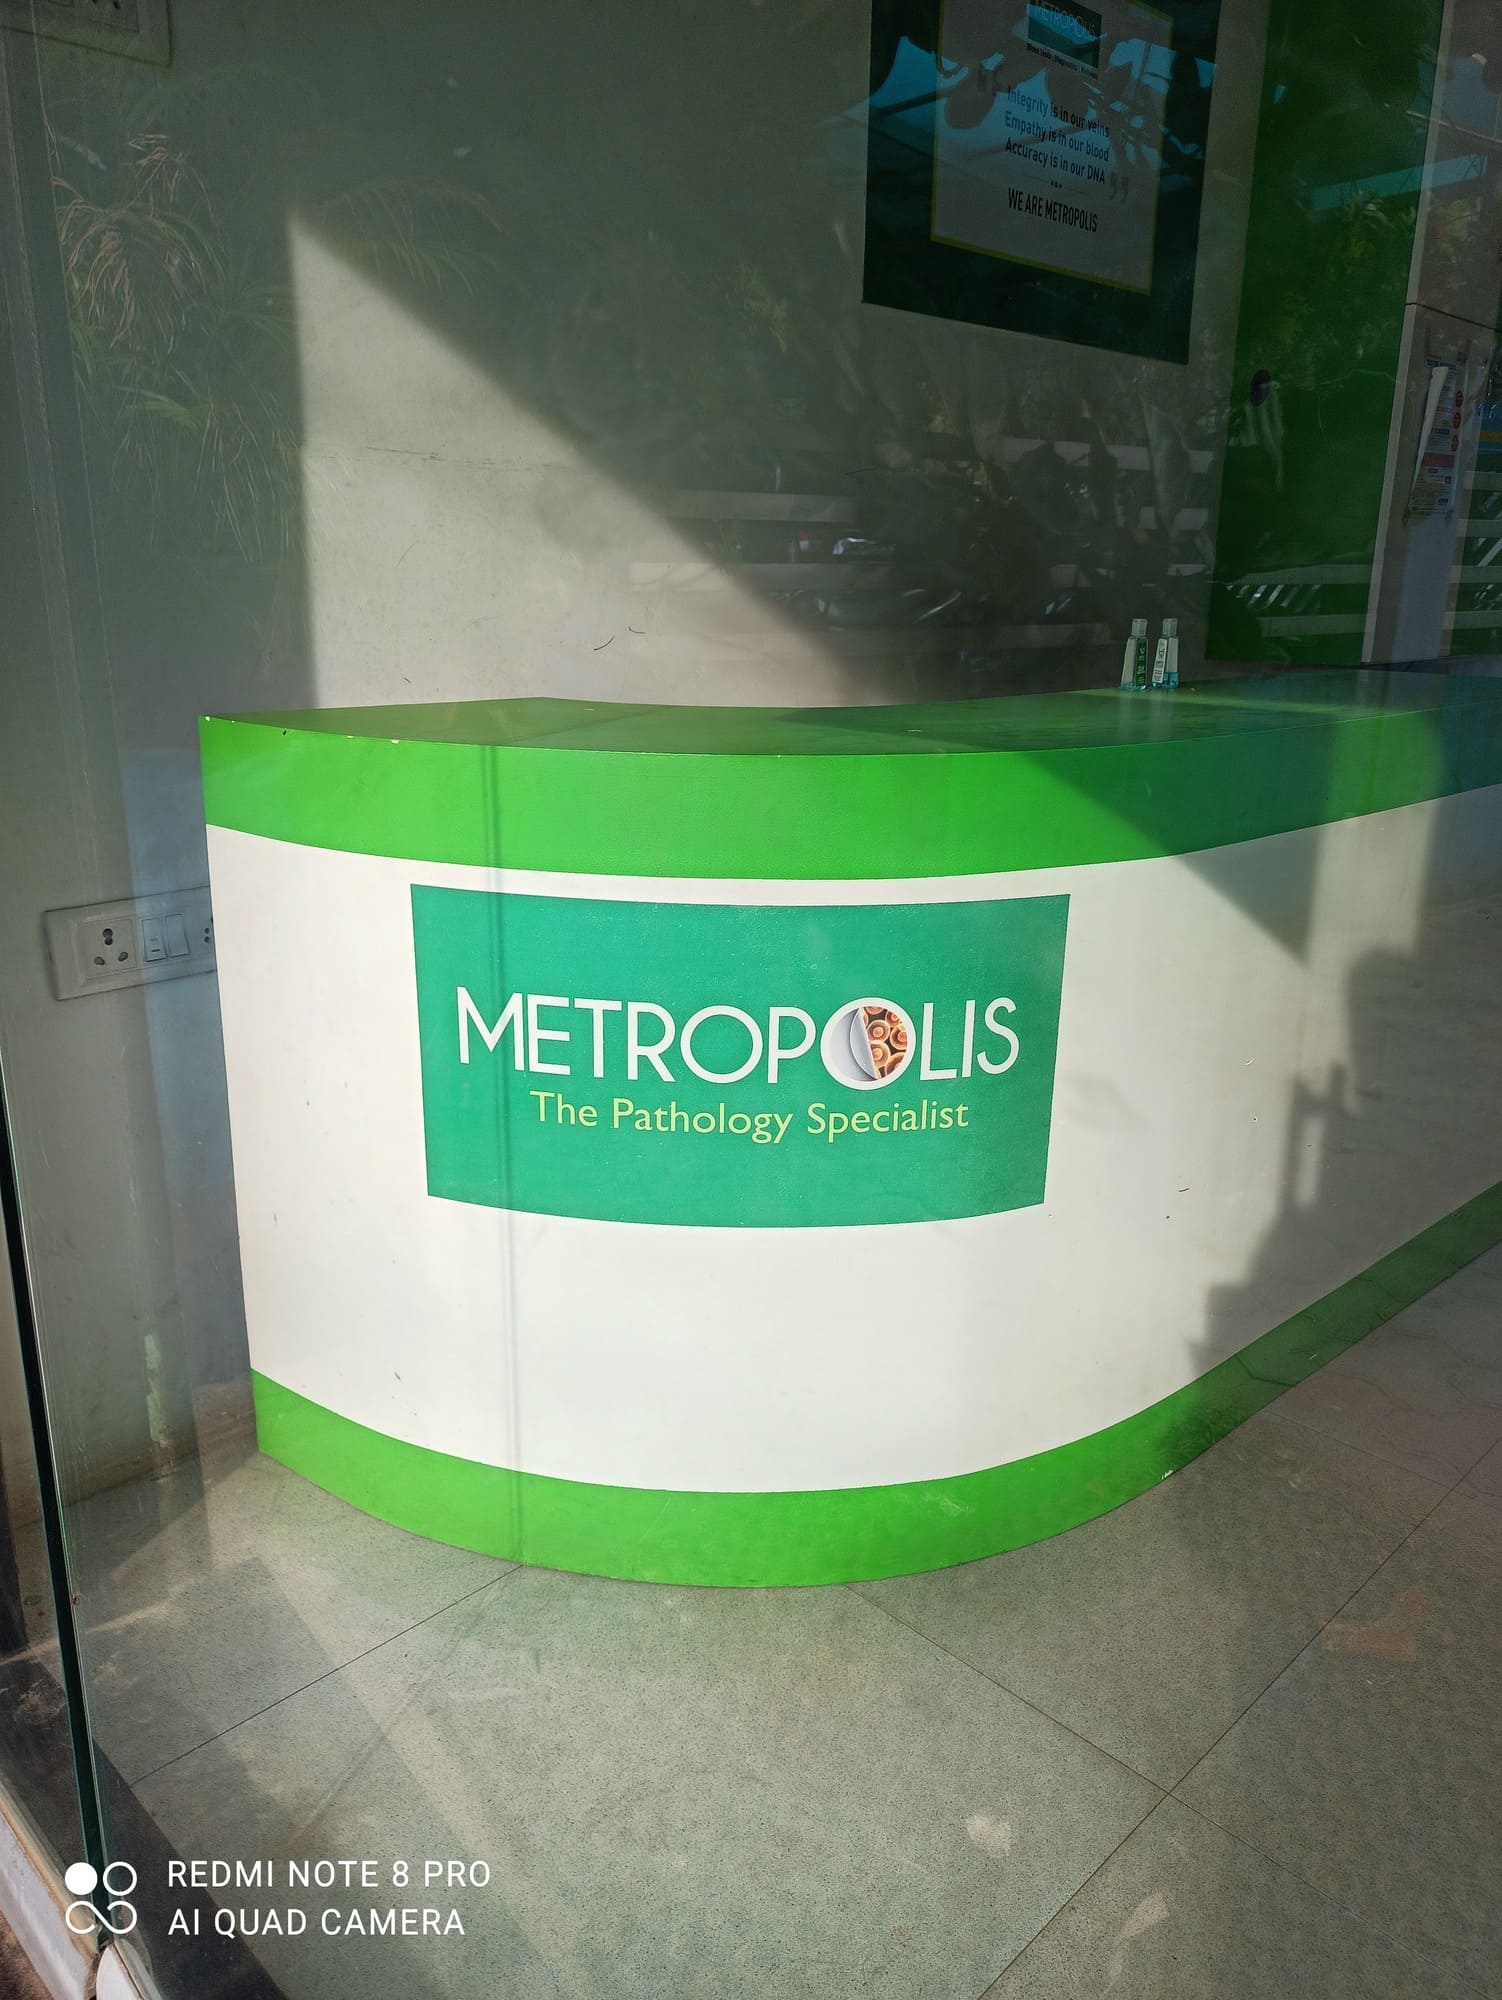 METROPOLIS
Integrity is in our veins
Empathy is in our blood
Accuracy is in our DNA
WE ARE METROPOLIS
METROPOLIS
The Pathology Specialist
REDMI NOTE 8 PRO
AI QUAD CAMERA